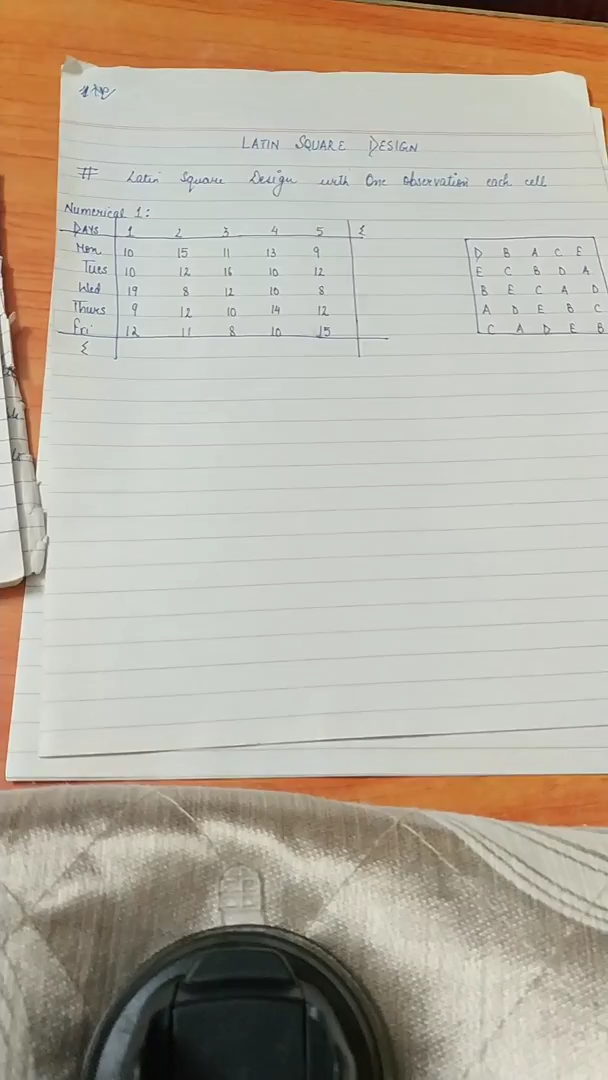 LATIN SQUARE DESIGN
# Latin Square Design with One observation each cell
Numerical 1:
DAYS 1 2 3 4 5 Σ
Mon 10 15 11 13 9
Tues 10 12 16 10 12
Wed 19 8 12 10 8
Thurs 9 12 10 14 12
Fri 12 11 8 10 15
Σ
D B A C E
E C B D A
B E C A D
A D E B C
C A D E B